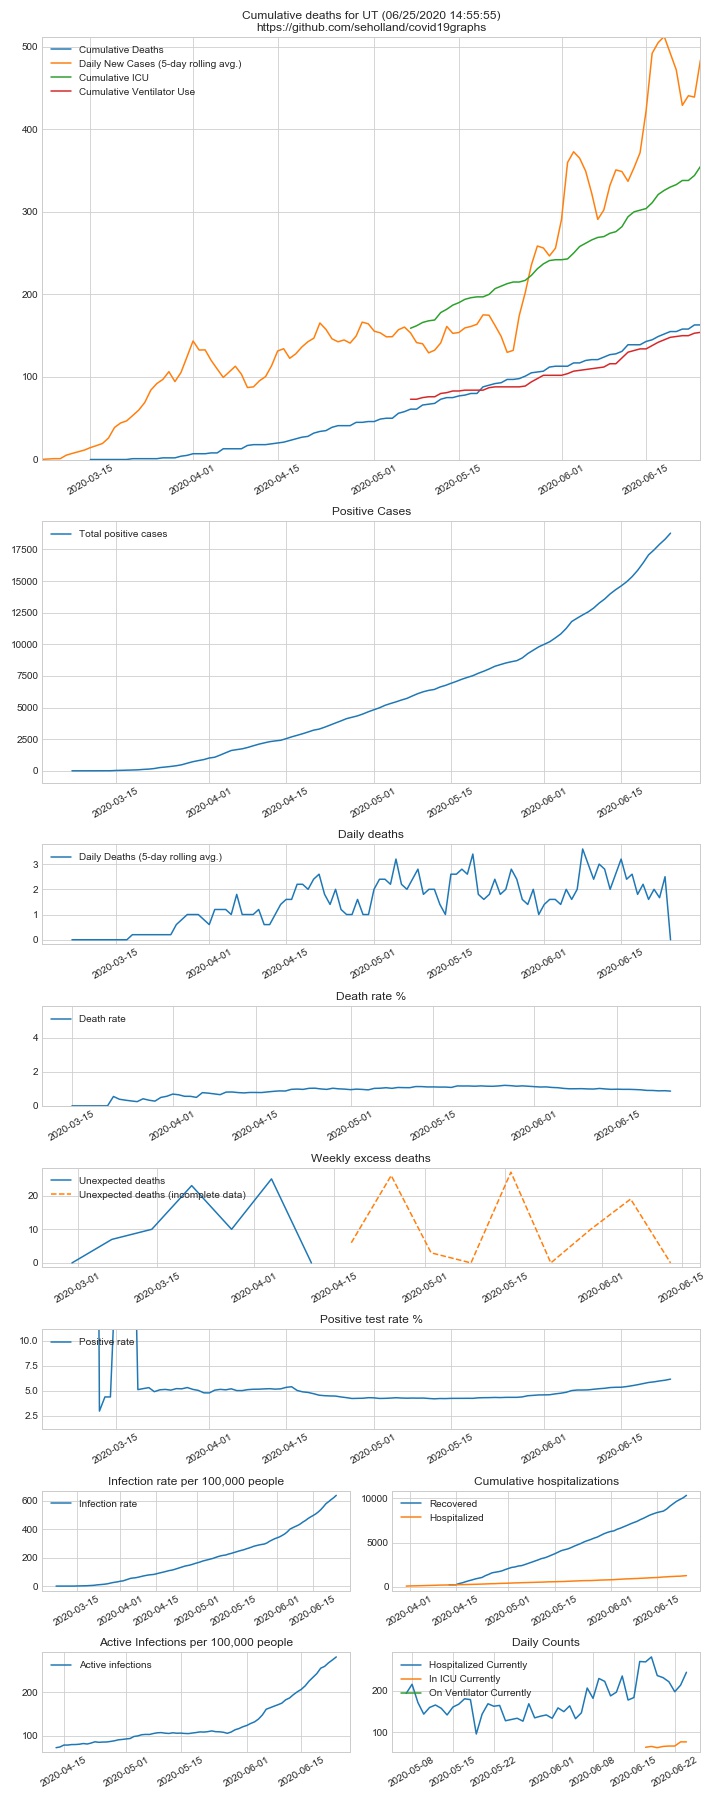 Cumulative deaths for UT (06/25/2020 14:55:55)
https://github.com/seholland/covid19graphs
500
400
300
200
100
0
Cumulative Deaths
Daily New Cases (5-day rolling avg.)
Cumulative ICU
Cumulative Ventilator Use
2020-03-15 2020-04-01 2020-04-15 2020-05-01 2020-05-15 2020-06-01 2020-06-15
Positive Cases
Total positive cases
17500
15000
12500
10000
7500
5000
2500
0
2020-03-15 2020-04-01 2020-04-15 2020-05-01 2020-05-15 2020-06-01 2020-06-15
Daily deaths
Daily Deaths (5-day rolling avg.)
3
2
1
0
2020-03-15 2020-04-01 2020-04-15 2020-05-01 2020-05-15 2020-06-01 2020-06-15
Death rate %
Death rate
4
2
0
2020-03-15 2020-04-01 2020-04-15 2020-05-01 2020-05-15 2020-06-01 2020-06-15
Weekly excess deaths
Unexpected deaths
Unexpected deaths (incomplete data)
20
10
0
2020-03-01 2020-03-15 2020-04-01 2020-04-15 2020-05-01 2020-05-15 2020-06-01 2020-06-15
Positive test rate %
Positive rate
10.0
7.5
5.0
2.5
2020-03-15 2020-04-01 2020-04-15 2020-05-01 2020-05-15 2020-06-01 2020-06-15
Infection rate per 100,000 people
Infection rate
600
400
200
0
2020-03-15 2020-04-01 2020-04-15 2020-05-01 2020-05-15 2020-06-01 2020-06-15
Cumulative hospitalizations
Recovered
Hospitalized
10000
5000
0
2020-04-01 2020-04-15 2020-05-01 2020-05-15 2020-06-01 2020-06-15
Active Infections per 100,000 people
Active infections
200
100
2020-04-15 2020-05-01 2020-05-15 2020-06-01 2020-06-15
Daily Counts
Hospitalized Currently
In ICU Currently
On Ventilator Currently
200
100
2020-05-08 2020-05-15 2020-05-22 2020-06-01 2020-06-08 2020-06-15 2020-06-22